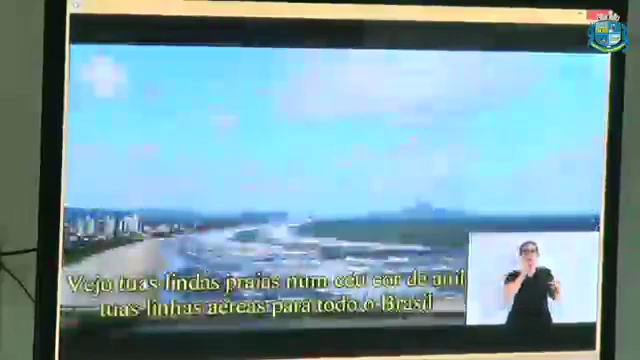 Vejo tuas lindas praias num céu cor de anil
tuas linhas aéreas para todo o Brasil